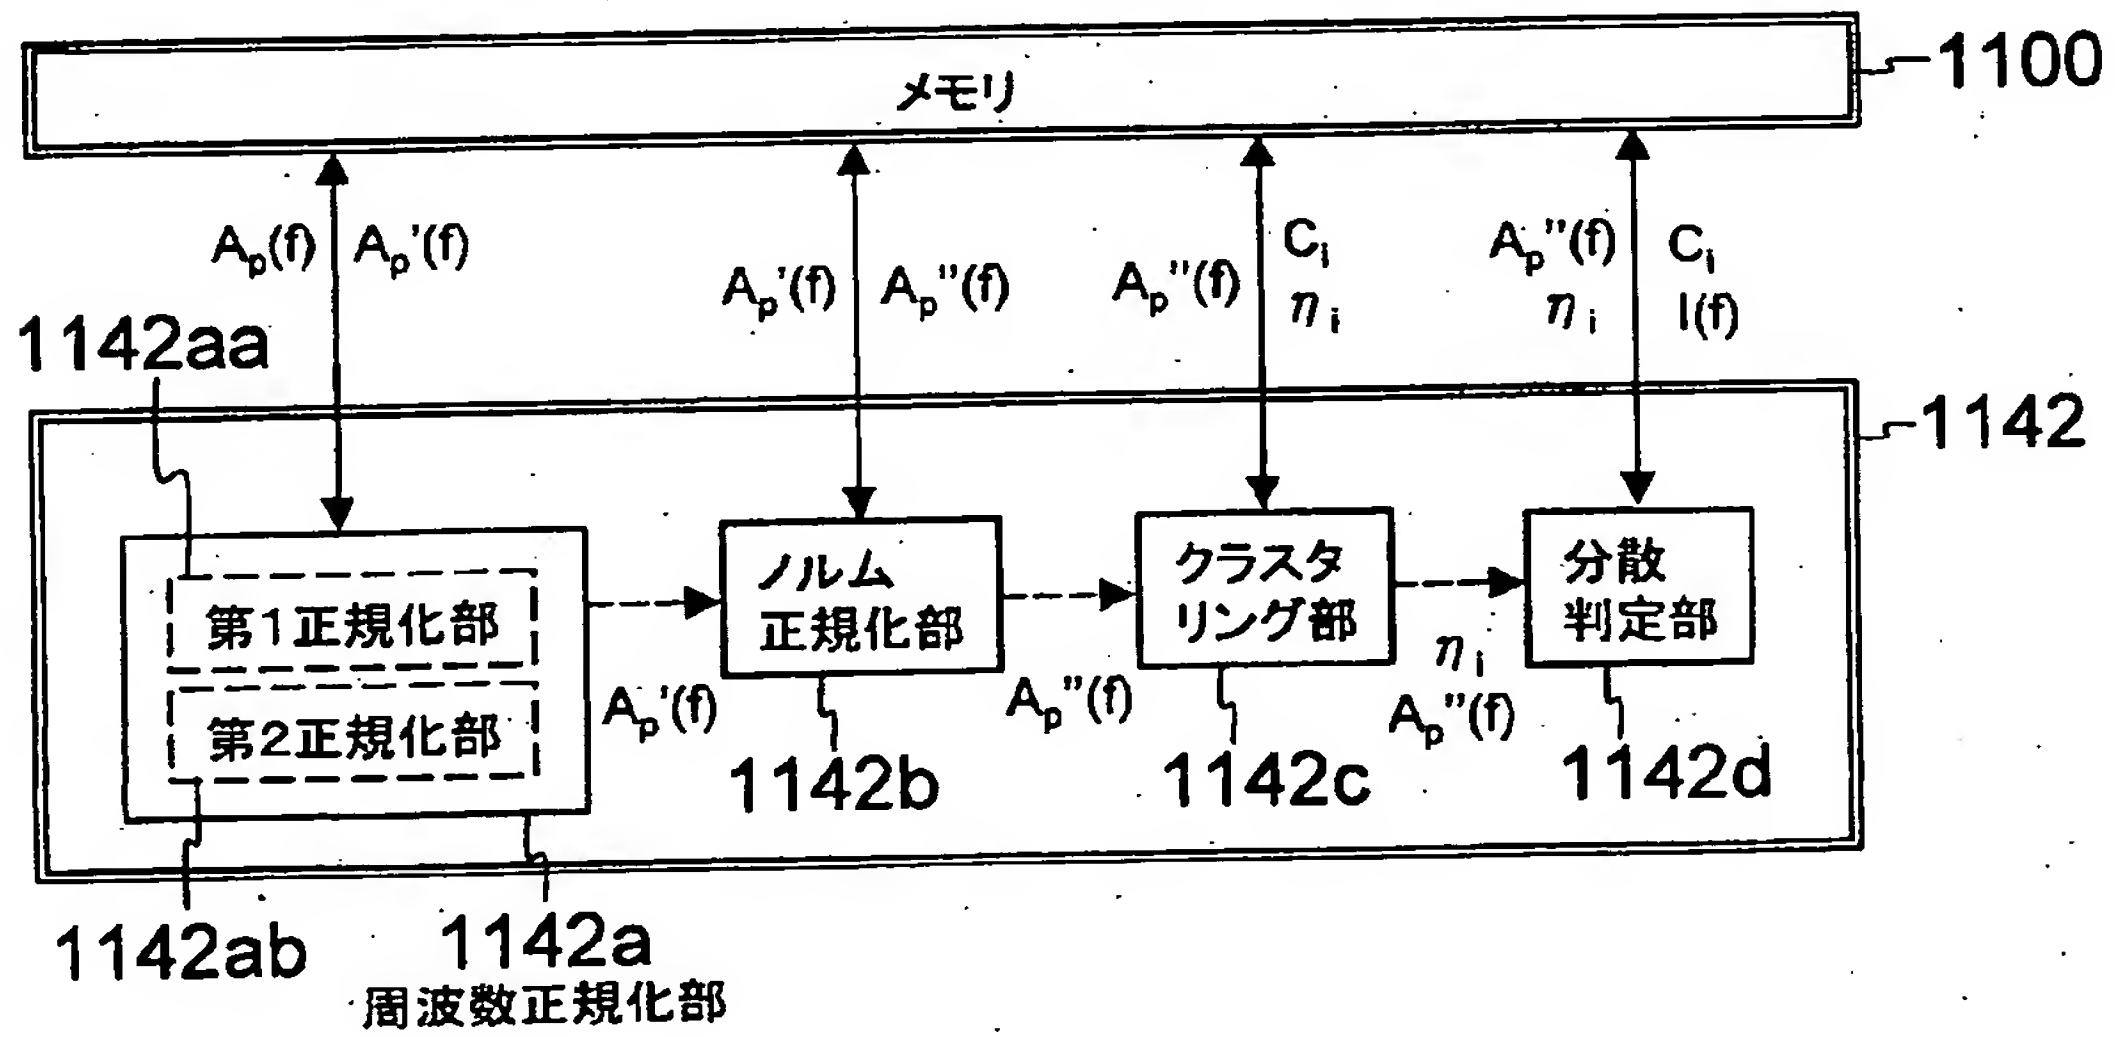 メモリ
1100
Ap(f) Ap'(f)
Ap'(f) Ap''(f)
Ap''(f) Ci
ηi
Ap''(f) Ci
ηi I(f)
1142aa
1142
第1正規化部
第2正規化部
ノルム
正規化部
クラスタ
リング部
分散
判定部
Ap'(f)
Ap''(f)
ηi
Ap''(f)
1142b
1142c
1142d
1142ab
1142a
周波数正規化部